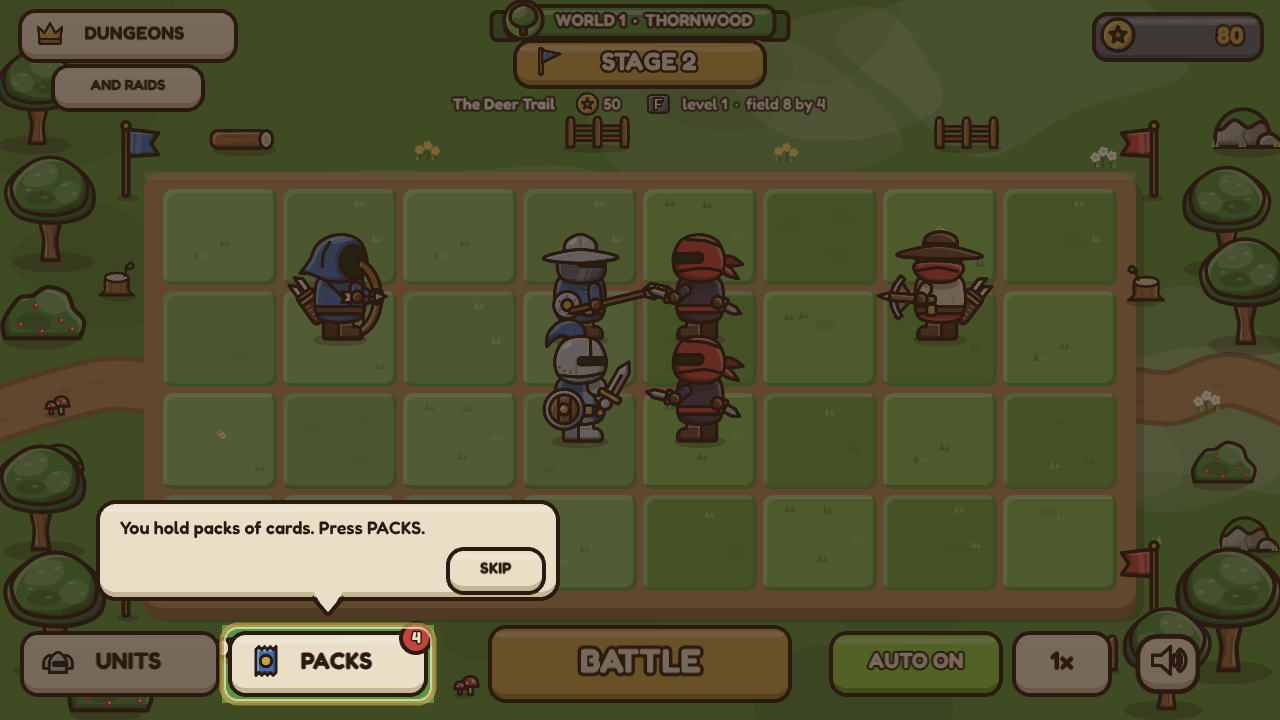 DUNGEONS
AND RAIDS
WORLD 1 • THORNWOOD
STAGE 2
The Deer Trail 50 F level 1 • field 8 by 4
80
You hold packs of cards. Press PACKS.
SKIP
UNITS
PACKS
4
BATTLE
AUTO ON
1x